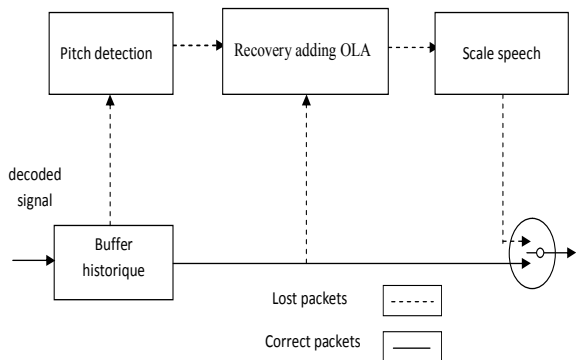 Pitch detection
Recovery adding OLA
Scale speech
decoded
signal
Buffer
historique
Lost packets
Correct packets